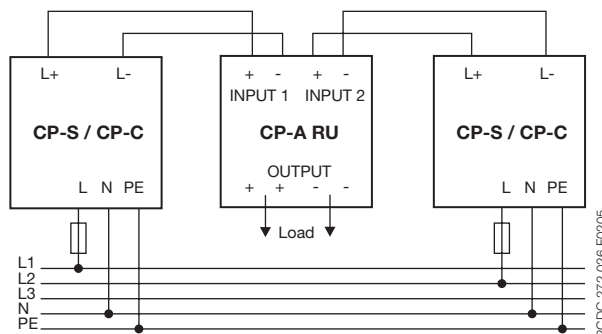 L+ L-
CP-S / CP-C
L N PE
+ - + -
INPUT 1 INPUT 2
CP-A RU
OUTPUT
+ + - -
Load
L+ L-
CP-S / CP-C
L N PE
L1
L2
L3
N
PE
2CDC 272 036 F0205